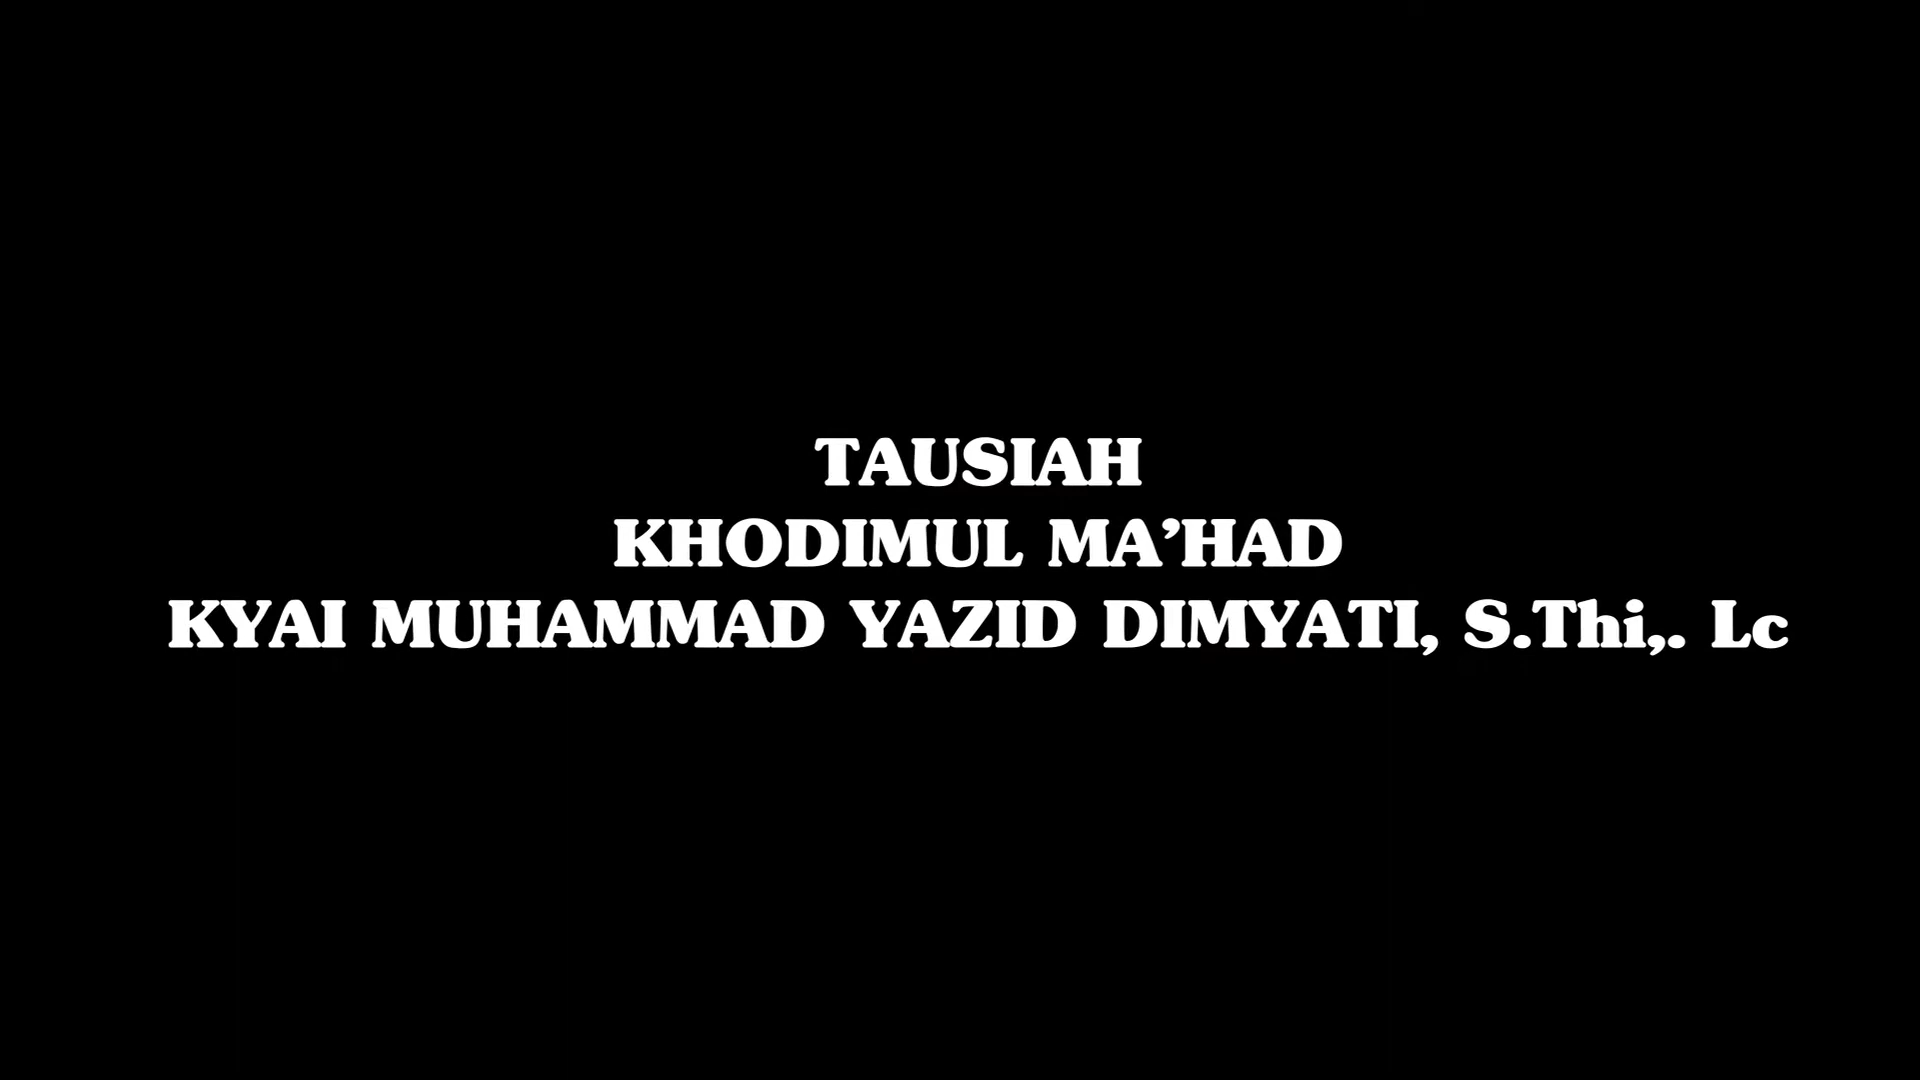 TAUSIAH
KHODIMUL MA’HAD
KYAI MUHAMMAD YAZID DIMYATI, S.Thi,. Lc